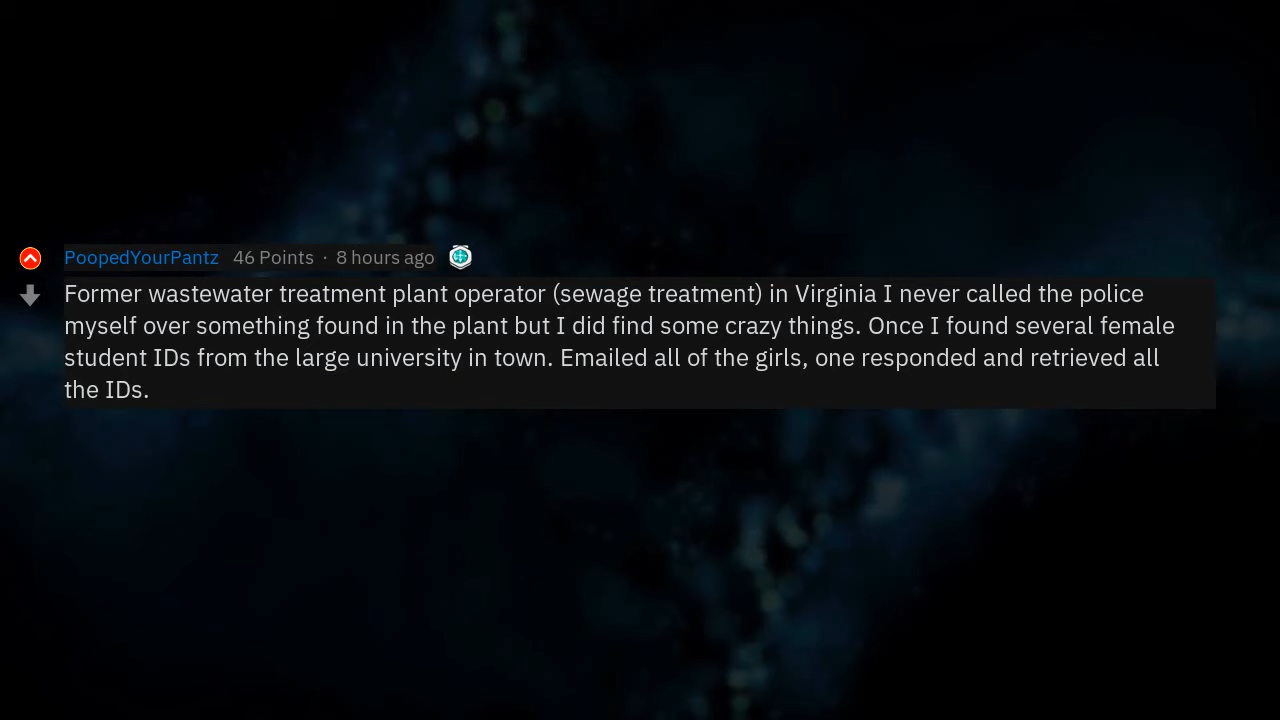 PoopedYourPantz 46 Points · 8 hours ago
Former wastewater treatment plant operator (sewage treatment) in Virginia I never called the police
myself over something found in the plant but I did find some crazy things. Once I found several female
student IDs from the large university in town. Emailed all of the girls, one responded and retrieved all
the IDs.